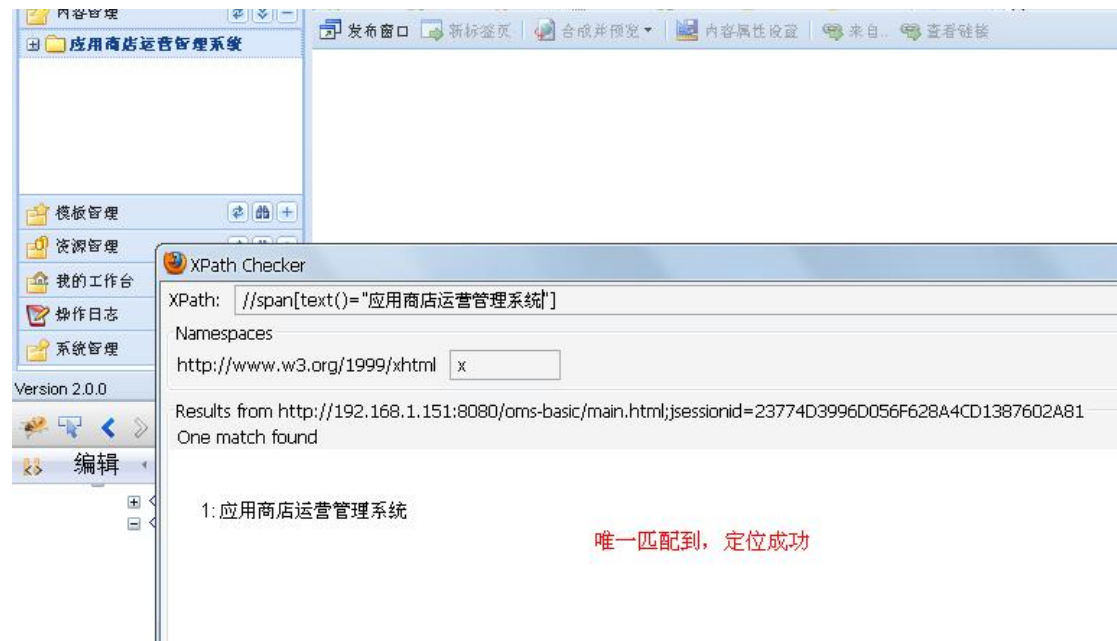 内容管理
应用商店运营管理系统
发布窗口 新标签页 合成并预览 内容属性设置 来自.. 查看链接
模板管理
资源管理
我的工作台
操作日志
系统管理
Version 2.0.0
编辑
XPath Checker
XPath: //span[text()="应用商店运营管理系统"]
Namespaces
http://www.w3.org/1999/xhtml x
Results from http://192.168.1.151:8080/oms-basic/main.html;jsessionid=23774D3996D056F628A4CD1387602A81
One match found
1: 应用商店运营管理系统
唯一匹配到，定位成功